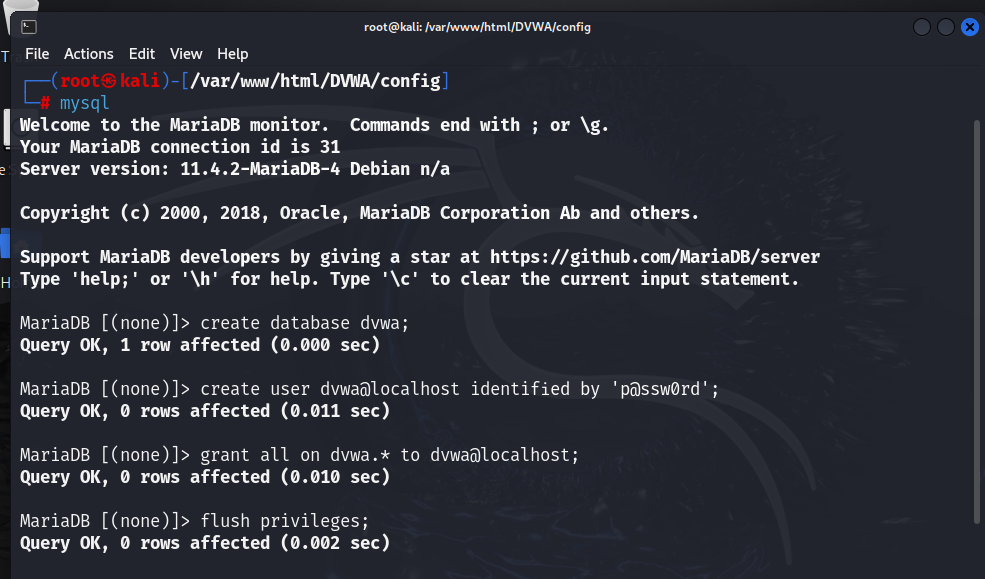 root@kali: /var/www/html/DVWA/config
File Actions Edit View Help
┌──(root㉿kali)-[/var/www/html/DVWA/config]
└─# mysql
Welcome to the MariaDB monitor.  Commands end with ; or \g.
Your MariaDB connection id is 31
Server version: 11.4.2-MariaDB-4 Debian n/a
Copyright (c) 2000, 2018, Oracle, MariaDB Corporation Ab and others.
Support MariaDB developers by giving a star at https://github.com/MariaDB/server
Type 'help;' or '\h' for help. Type '\c' to clear the current input statement.
MariaDB [(none)]> create database dvwa;
Query OK, 1 row affected (0.000 sec)
MariaDB [(none)]> create user dvwa@localhost identified by 'p@ssw0rd';
Query OK, 0 rows affected (0.011 sec)
MariaDB [(none)]> grant all on dvwa.* to dvwa@localhost;
Query OK, 0 rows affected (0.010 sec)
MariaDB [(none)]> flush privileges;
Query OK, 0 rows affected (0.002 sec)